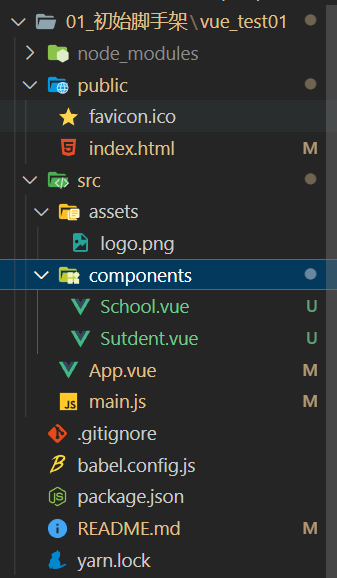 01_初始脚手架\vue_test01
node_modules
public
favicon.ico
index.html M
src
assets
logo.png
components
School.vue U
Sutdent.vue U
App.vue M
JS main.js M
.gitignore
babel.config.js
package.json
README.md M
yarn.lock